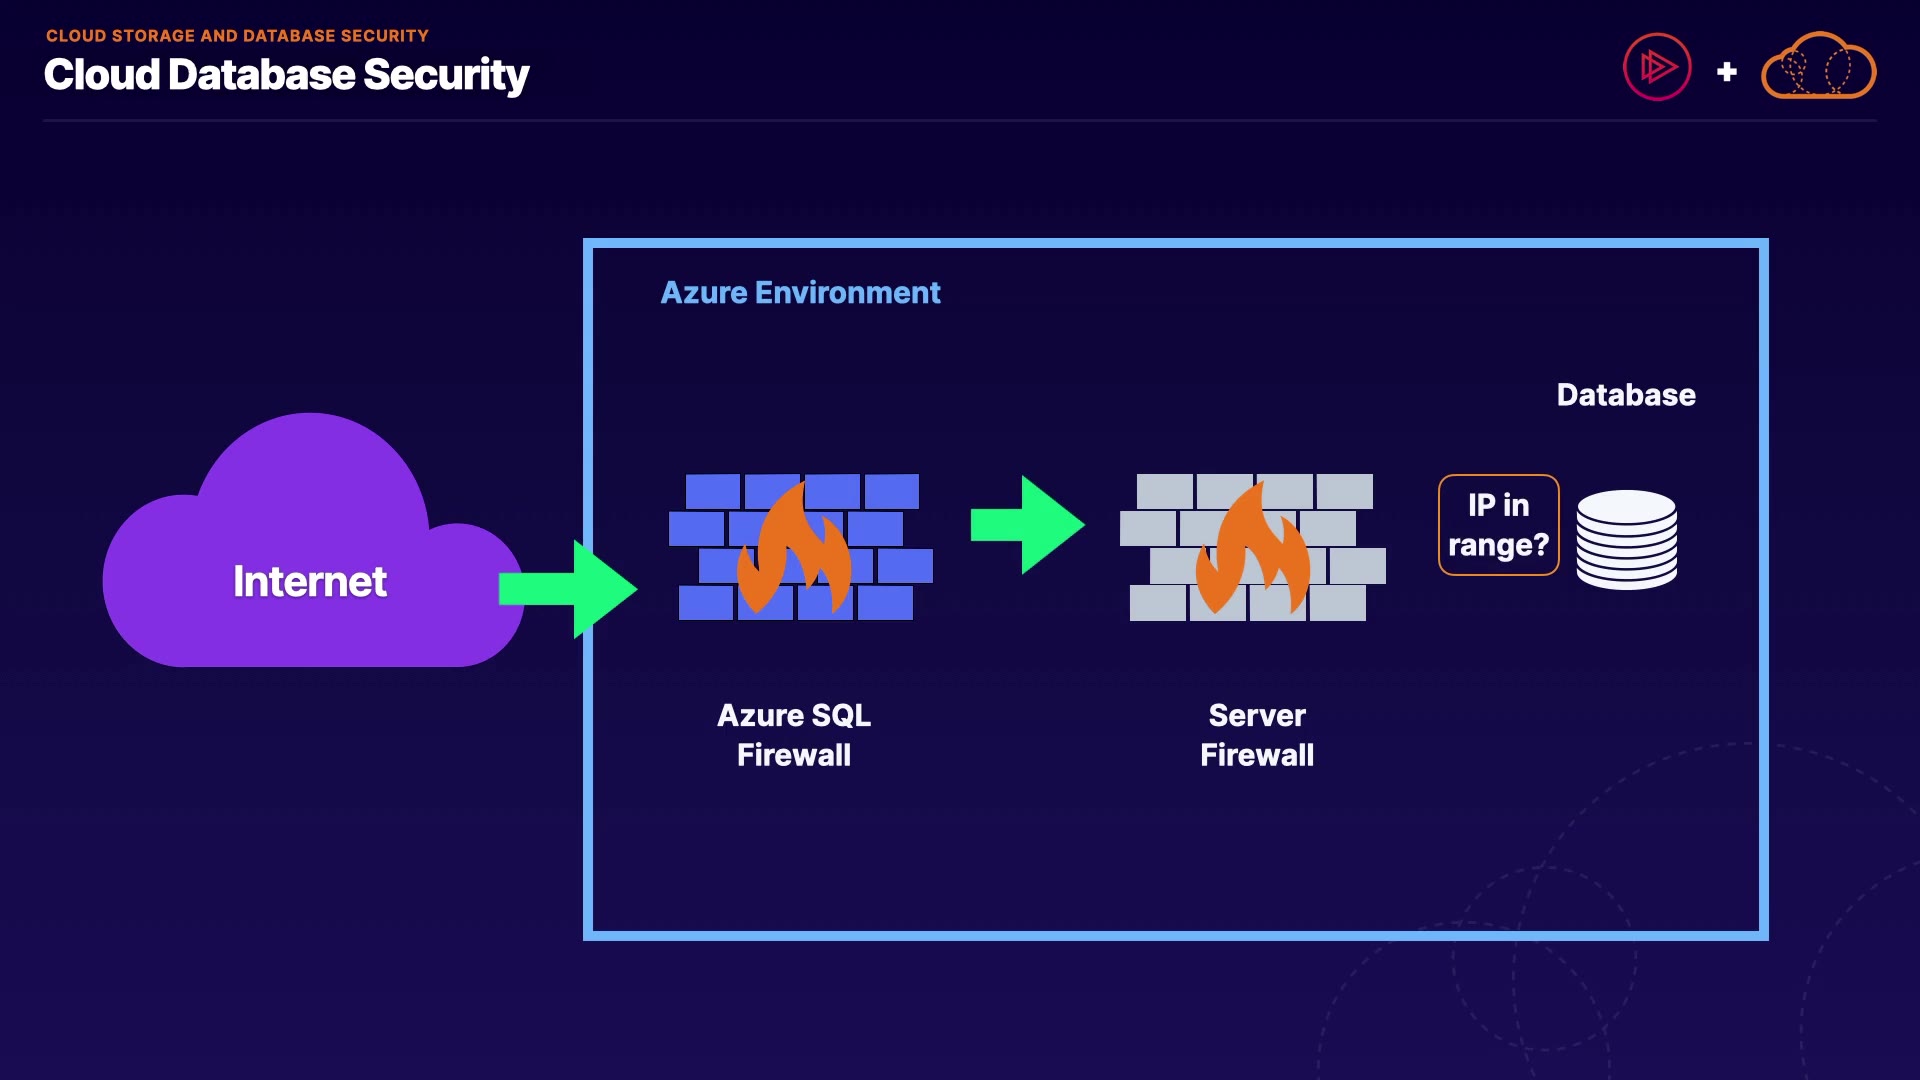 CLOUD STORAGE AND DATABASE SECURITY
Cloud Database Security
Azure Environment
Database
IP in
range?
Internet
Azure SQL
Firewall
Server
Firewall